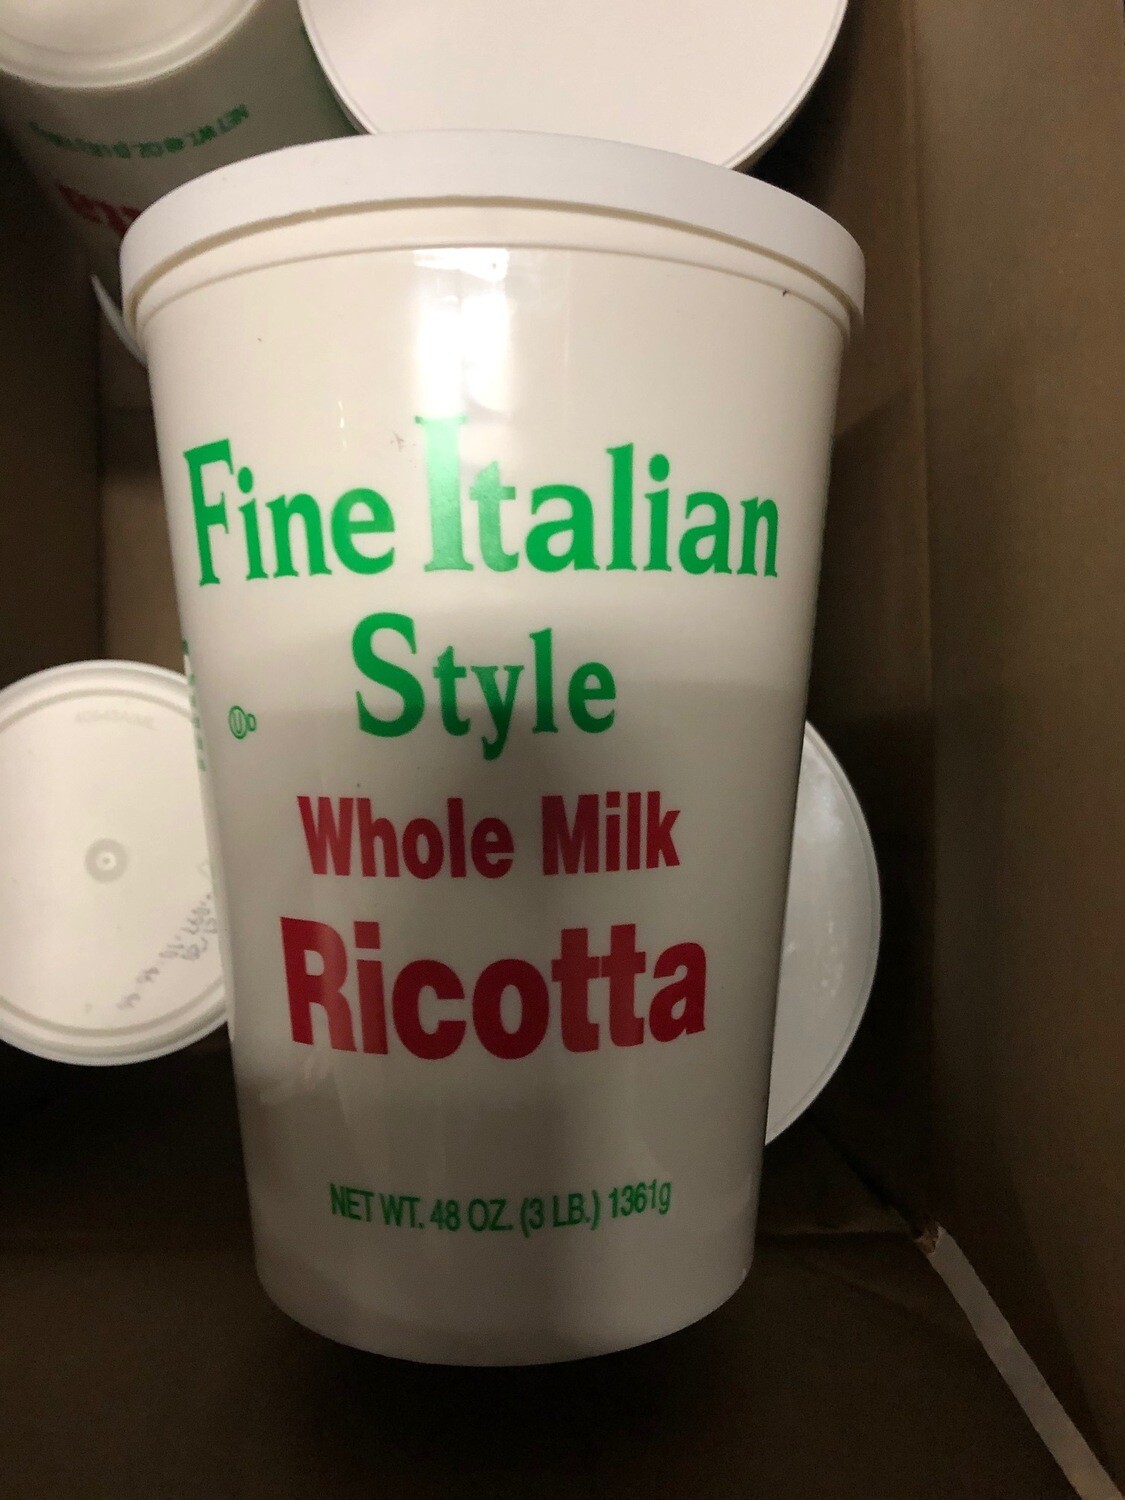 Fine Italian
Style
Ⓤ D
Whole Milk
Ricotta
NET WT. 48 OZ. (3 LB.) 1361g